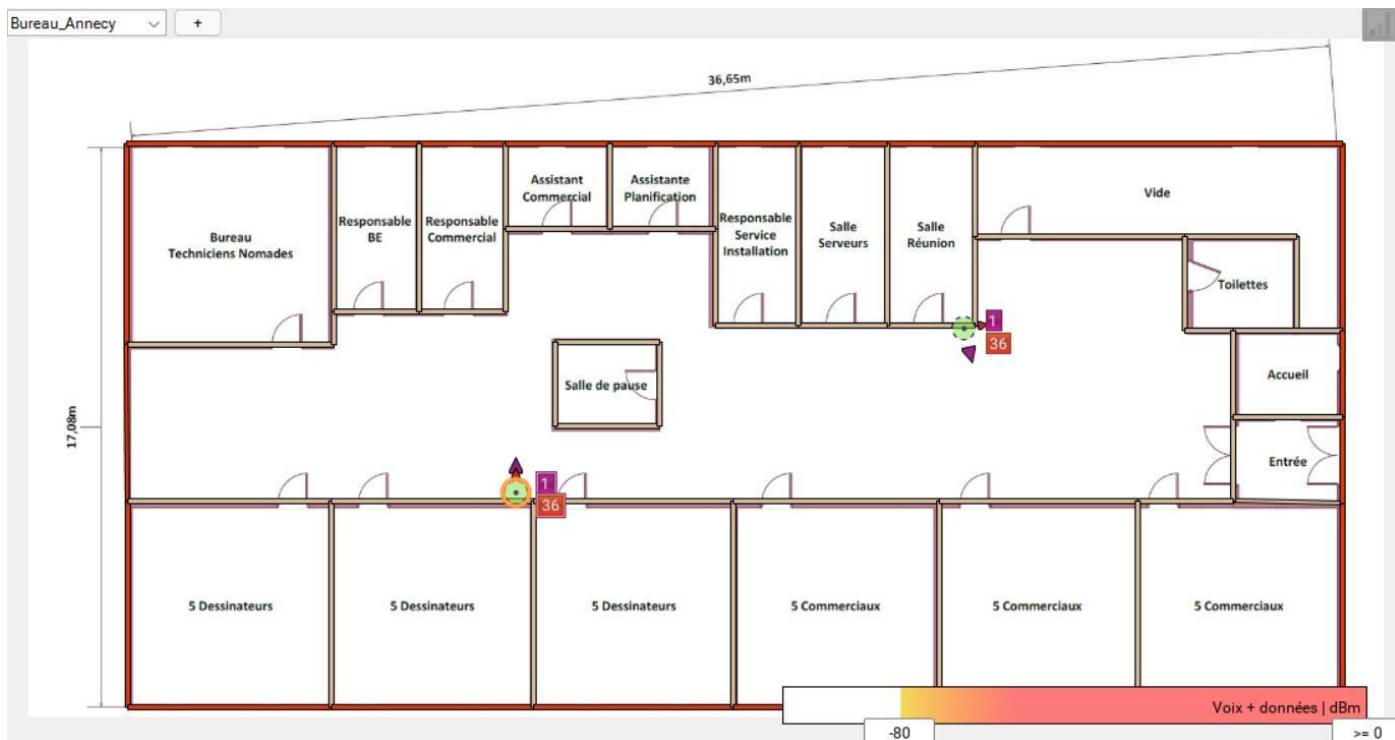 Bureau_Annecy
+
36,65m
17,08m
Bureau
Techniciens Nomades
Responsable
BE
Responsable
Commercial
Assistant
Commercial
Assistante
Planification
Responsable
Service
Installation
Salle
Serveurs
Salle
Réunion
Vide
Toilettes
Accueil
Entrée
Salle de pause
1
36
1
36
5 Dessinateurs
5 Dessinateurs
5 Dessinateurs
5 Commerciaux
5 Commerciaux
5 Commerciaux
Voix + données | dBm
-80
>= 0